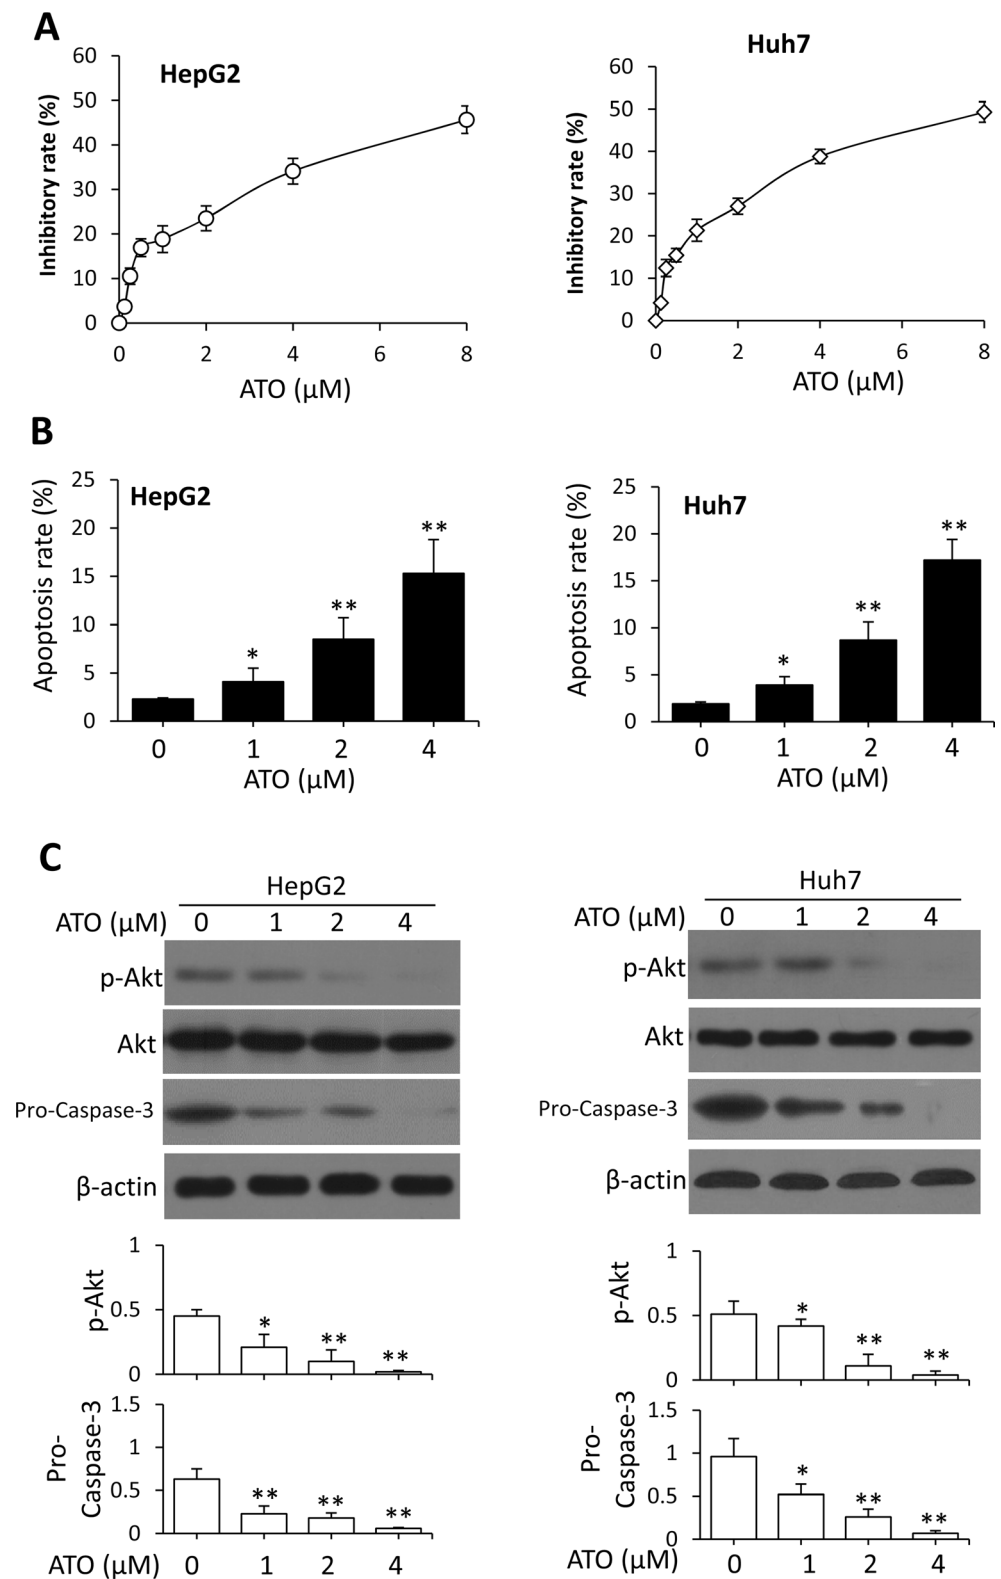 A
HepG2
Inhibitory rate (%)
60
50
40
30
20
10
0
0 2 4 6 8
ATO (μM)
Huh7
Inhibitory rate (%)
60
50
40
30
20
10
0
0 2 4 6 8
ATO (μM)
B
HepG2
Apoptosis rate (%)
25
20
15
10
5
0
* ** **
0 1 2 4
ATO (μM)
Huh7
Apoptosis rate (%)
25
20
15
10
5
0
* ** **
0 1 2 4
ATO (μM)
C
HepG2
ATO (μM) 0 1 2 4
p-Akt
Akt
Pro-Caspase-3
β-actin
p-Akt
1
0.5
0
* ** **
Pro-
Caspase-3
1.5
1
0.5
0
** ** **
ATO (μM) 0 1 2 4
Huh7
ATO (μM) 0 1 2 4
p-Akt
Akt
Pro-Caspase-3
β-actin
p-Akt
1
0.5
0
* ** **
Pro-
Caspase-3
1.5
1
0.5
0
* ** **
ATO (μM) 0 1 2 4